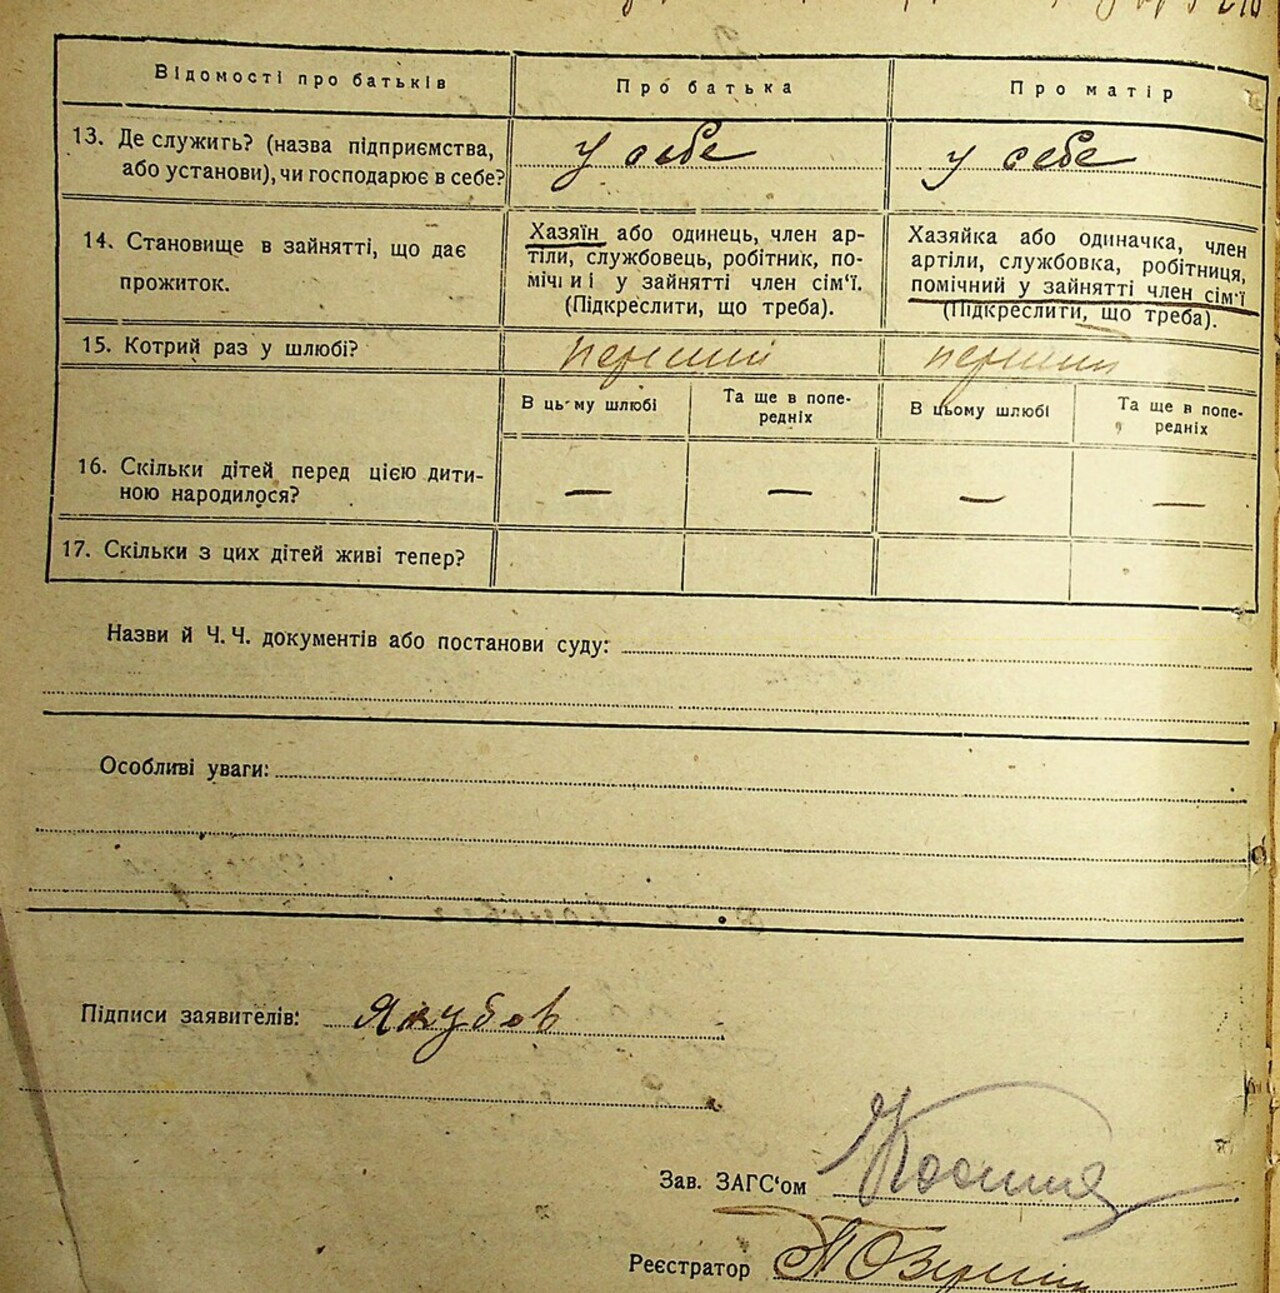 Відомості про батьків
Про батька
Про матір
13. Де служить? (назва підприємства,
або установи), чи господарює в себе?
у себе
у себе
14. Становище в зайнятті, що дає
прожиток.
Хазяїн або одинець, член ар-
тіли, службовець, робітник, по-
мічниі у зайнятті член сім‘ї.
(Підкреслити, що треба).
Хазяйка або одиначка, член
артіли, службовка, робітниця,
помічний у зайнятті член сім‘ї
(Підкреслити, що треба).
15. Котрий раз у шлюбі?
перший
перший
В цьму шлюбі
Та ще в попе-
редніх
В цьому шлюбі
Та ще в попе-
редніх
16. Скільки дітей перед цією дити-
ною народилося?
— — — —
17. Скільки з цих дітей живі тепер?
Назви й Ч. Ч. документів або постанови суду:
Особливі уваги:
Підписи заявителів: Якубов
Зав. ЗАГС‘ом
Реєстратор